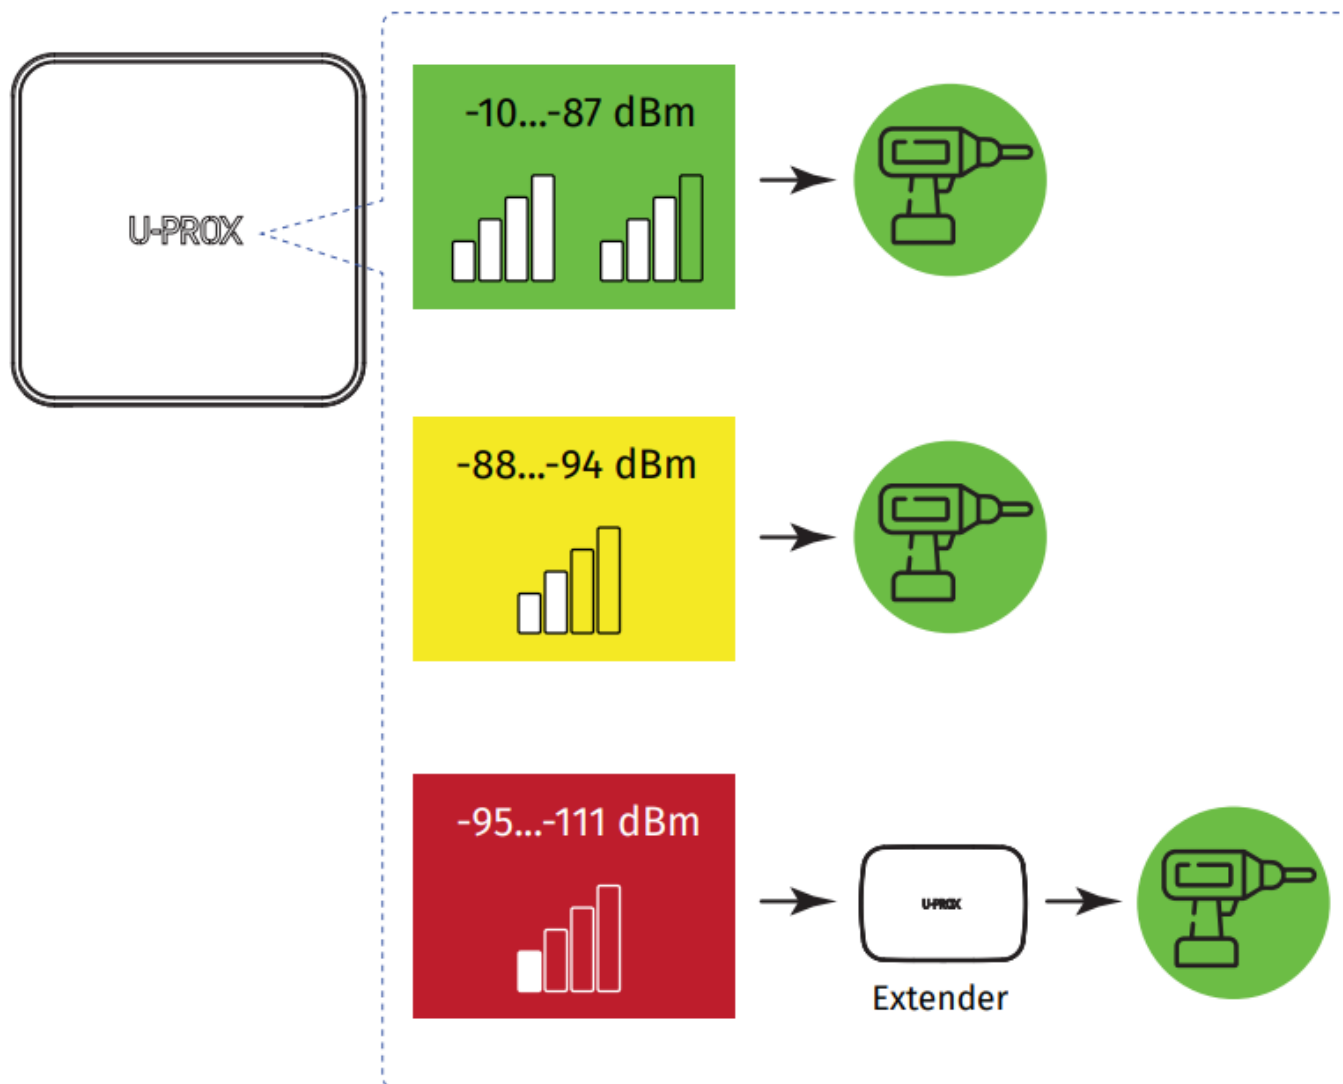 U-PROX
-10...-87 dBm
-88...-94 dBm
-95...-111 dBm
U-PROX
Extender